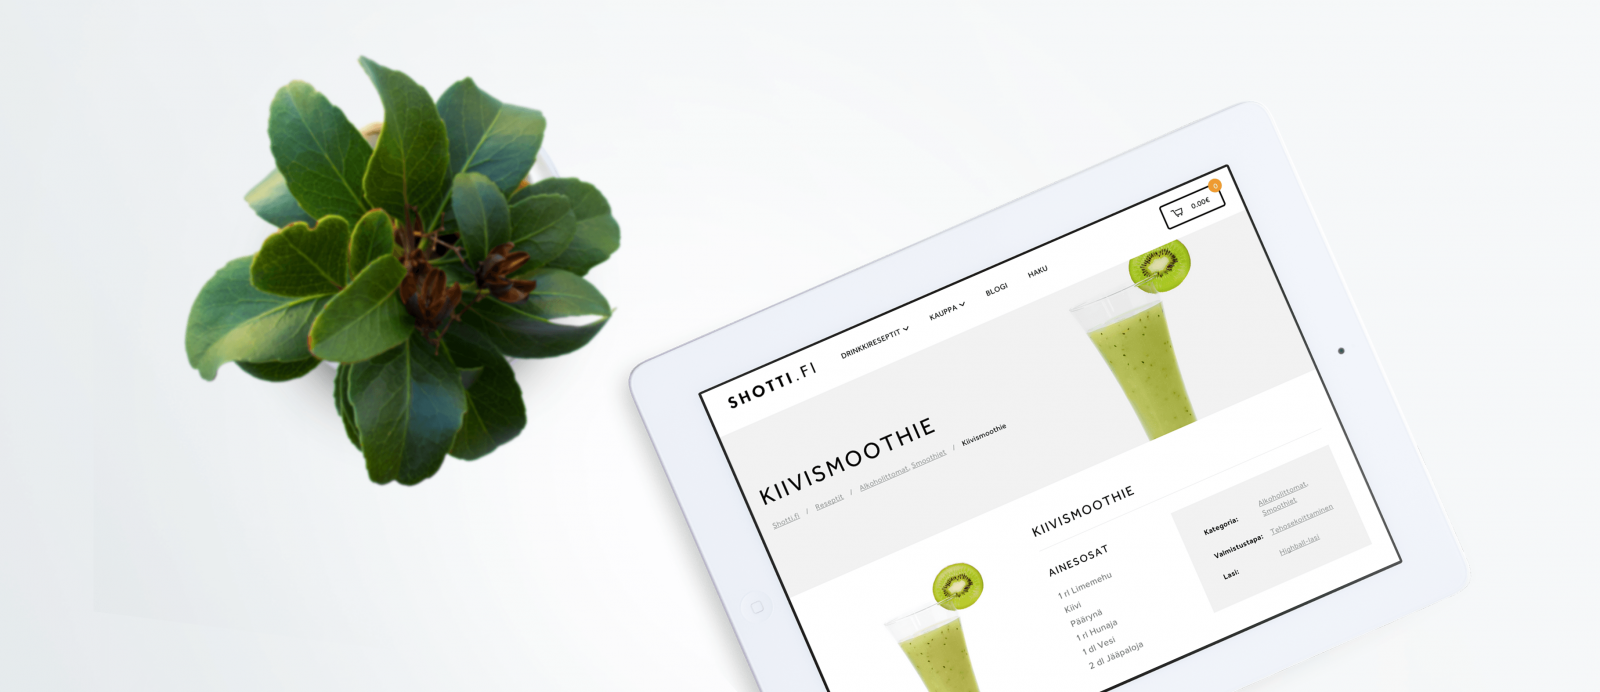 0
0.00€
SHOTTI.FI
DRINKKIRESEPTIT
KAUPPA
BLOGI
HAKU
KIIVISMOOTHIE
Shotti.fi / Reseptit / Alkoholittomat, Smoothiet / Kiivismoothie
KIIVISMOOTHIE
AINESOSAT
1 rl Limemehu
Kiivi
Päärynä
1 rl Hunaja
1 dl Vesi
2 dl Jääpaloja
Kategoria: Alkoholittomat,
Smoothiet
Valmistustapa: Tehosekoittaminen
Lasi: Highball-lasi